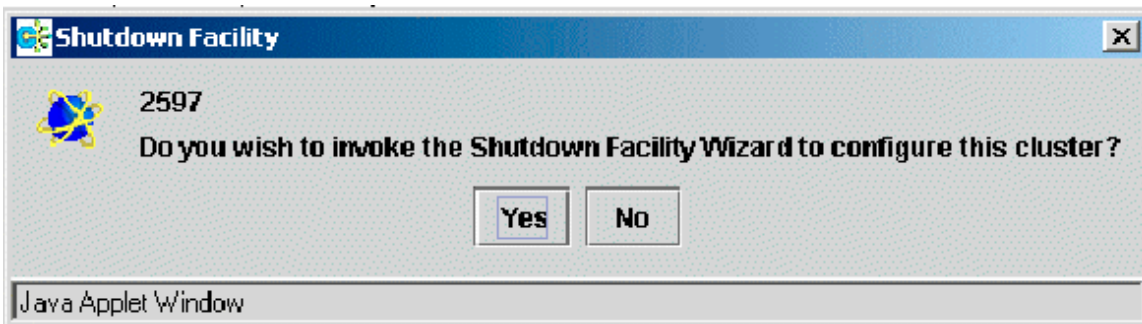 Shutdown Facility
2597
Do you wish to invoke the Shutdown Facility Wizard to configure this cluster?
Yes No
Java Applet Window